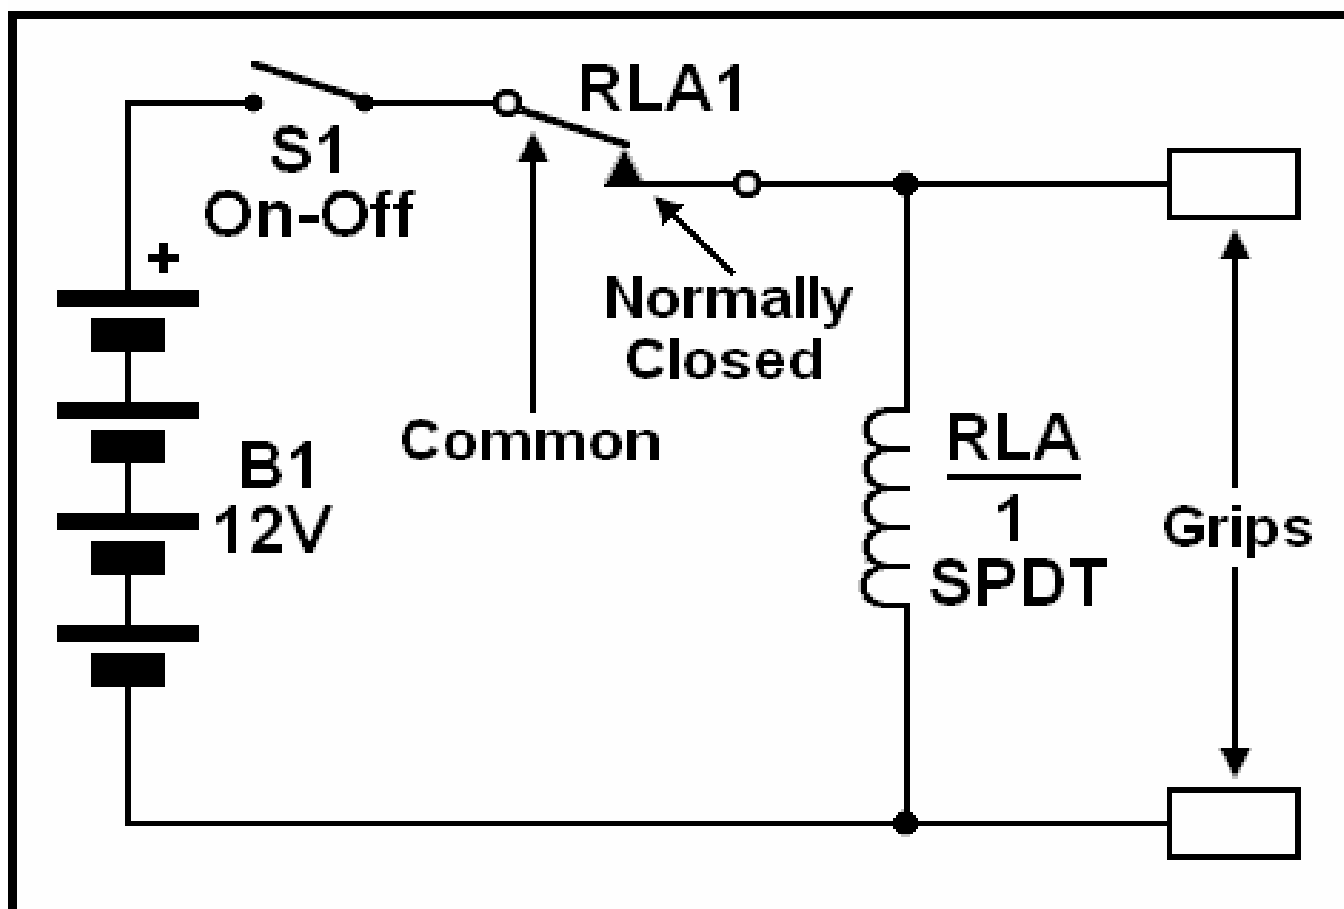 RLA1
S1
On-Off
+
Normally
Closed
Common
B1
12V
RLA
1
SPDT
Grips